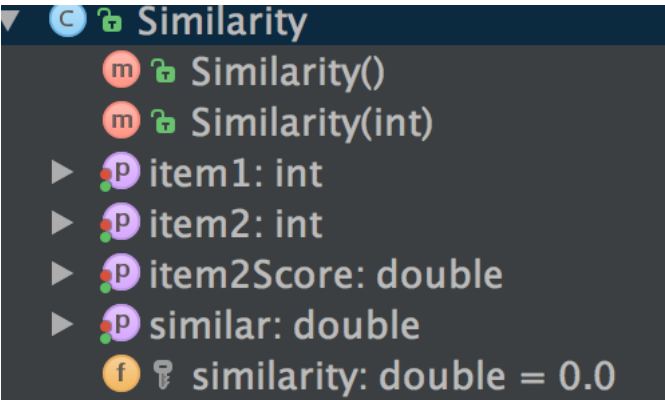 C Similarity
m Similarity()
m Similarity(int)
p item1: int
p item2: int
p item2Score: double
p similar: double
f similarity: double = 0.0